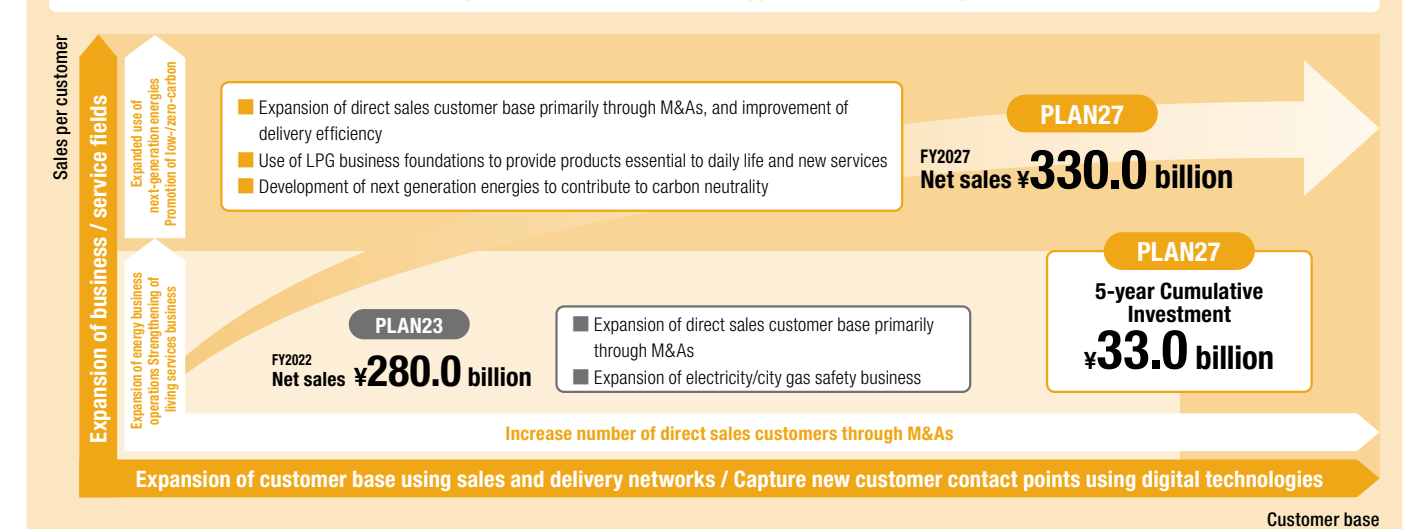 Sales per customer
Expansion of business / service fields
Expanded use of
next-generation energies
Promotion of low-/zero-carbon
Expansion of energy business
operations Strengthening of
living services business
■ Expansion of direct sales customer base primarily through M&As, and improvement of
delivery efficiency
■ Use of LPG business foundations to provide products essential to daily life and new services
■ Development of next generation energies to contribute to carbon neutrality
PLAN27
FY2027
Net sales ¥330.0 billion
PLAN23
FY2022
Net sales ¥280.0 billion
■ Expansion of direct sales customer base primarily
through M&As
■ Expansion of electricity/city gas safety business
PLAN27
5-year Cumulative
Investment
¥33.0 billion
Increase number of direct sales customers through M&As
Expansion of customer base using sales and delivery networks / Capture new customer contact points using digital technologies
Customer base